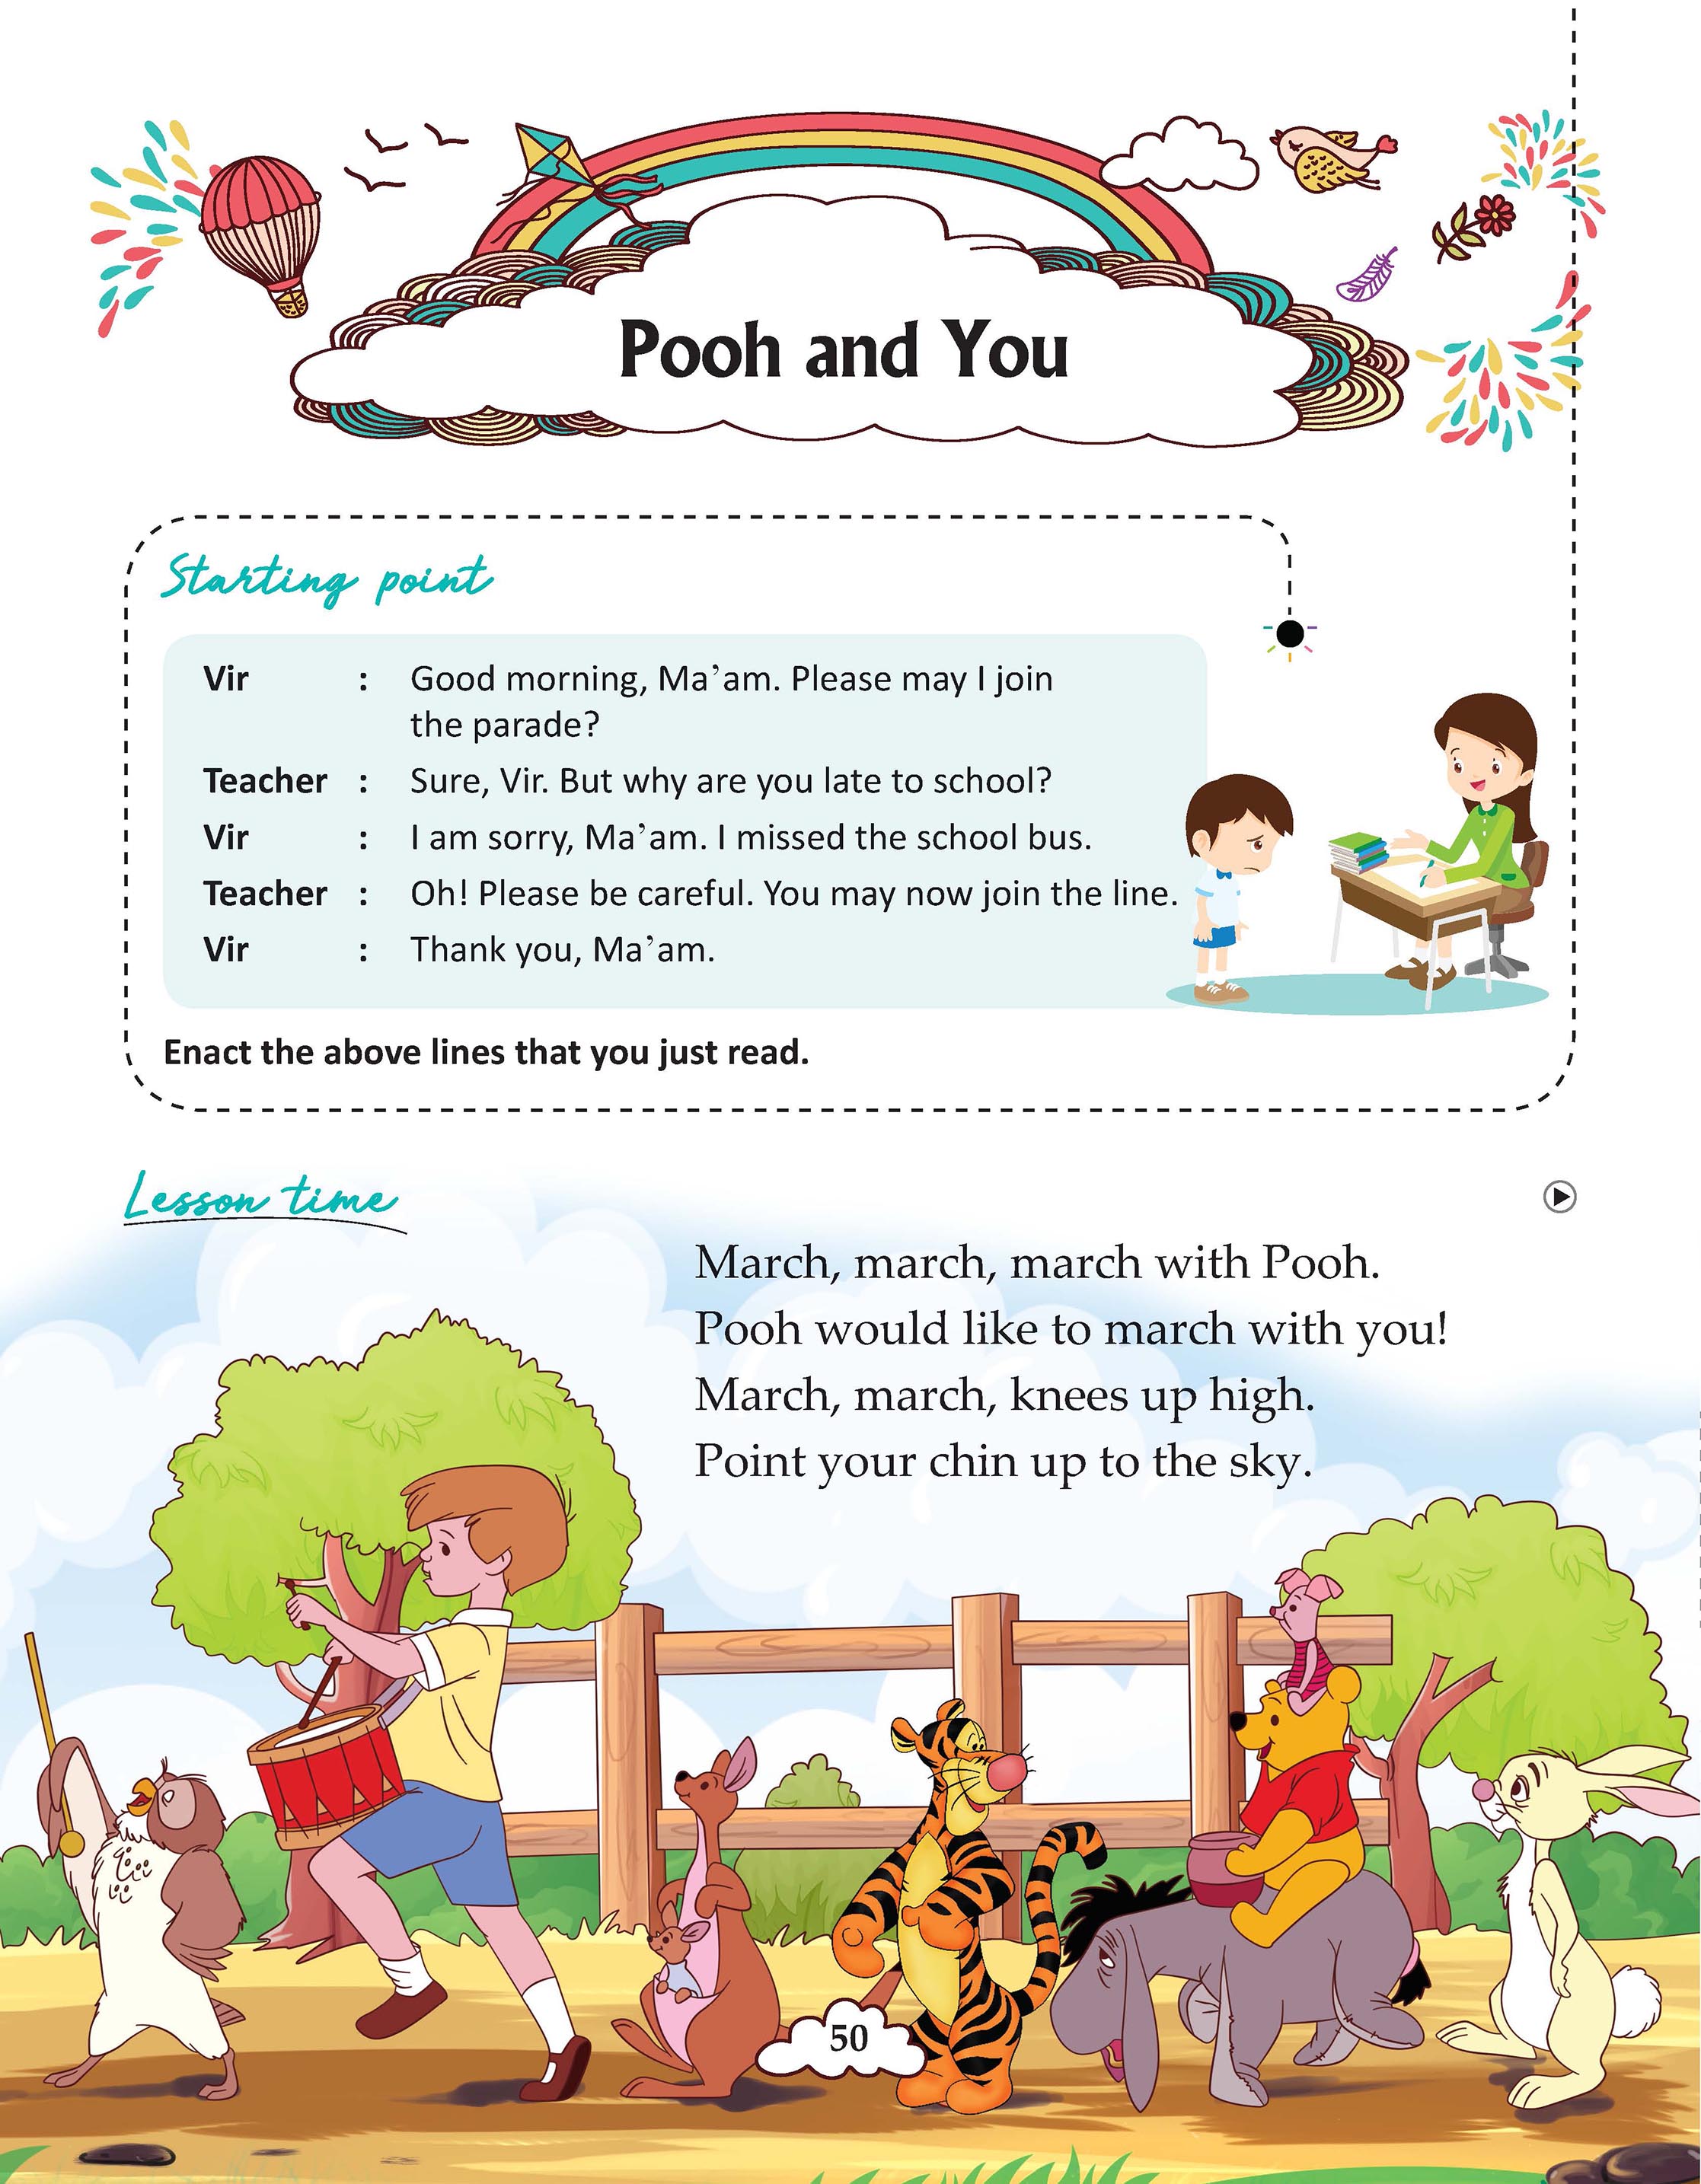 Pooh and You
Starting point
Vir : Good morning, Ma’am. Please may I join
the parade?
Teacher : Sure, Vir. But why are you late to school?
Vir : I am sorry, Ma’am. I missed the school bus.
Teacher : Oh! Please be careful. You may now join the line.
Vir : Thank you, Ma’am.
Enact the above lines that you just read.
Lesson time
March, march, march with Pooh.
Pooh would like to march with you!
March, march, knees up high.
Point your chin up to the sky.
50